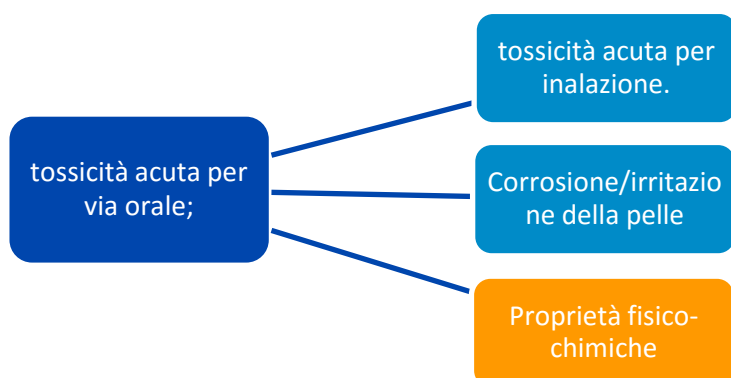 tossicità acuta per
via orale;
tossicità acuta per
inalazione.
Corrosione/irritazio
ne della pelle
Proprietà fisico-
chimiche